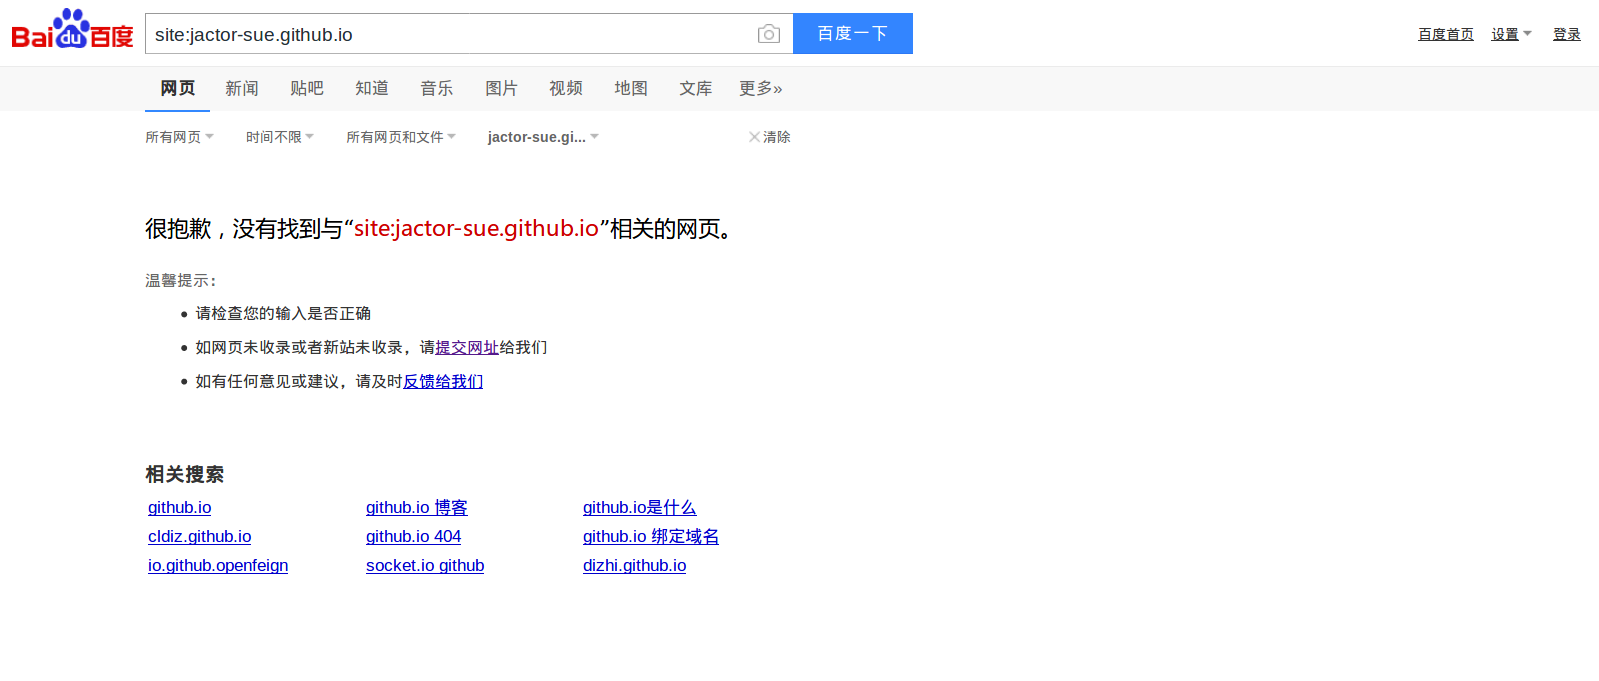 Baidu百度 site:jactor-sue.github.io 百度一下 百度首页 设置 登录
网页 新闻 贴吧 知道 音乐 图片 视频 地图 文库 更多»
所有网页 时间不限 所有网页和文件 jactor-sue.gi... 清除
很抱歉，没有找到与“site:jactor-sue.github.io”相关的网页。
温馨提示：
请检查您的输入是否正确
如网页未收录或者新站未收录，请提交网址给我们
如有任何意见或建议，请及时反馈给我们
相关搜索
github.io github.io 博客 github.io是什么
cldiz.github.io github.io 404 github.io 绑定域名
io.github.openfeign socket.io github dizhi.github.io